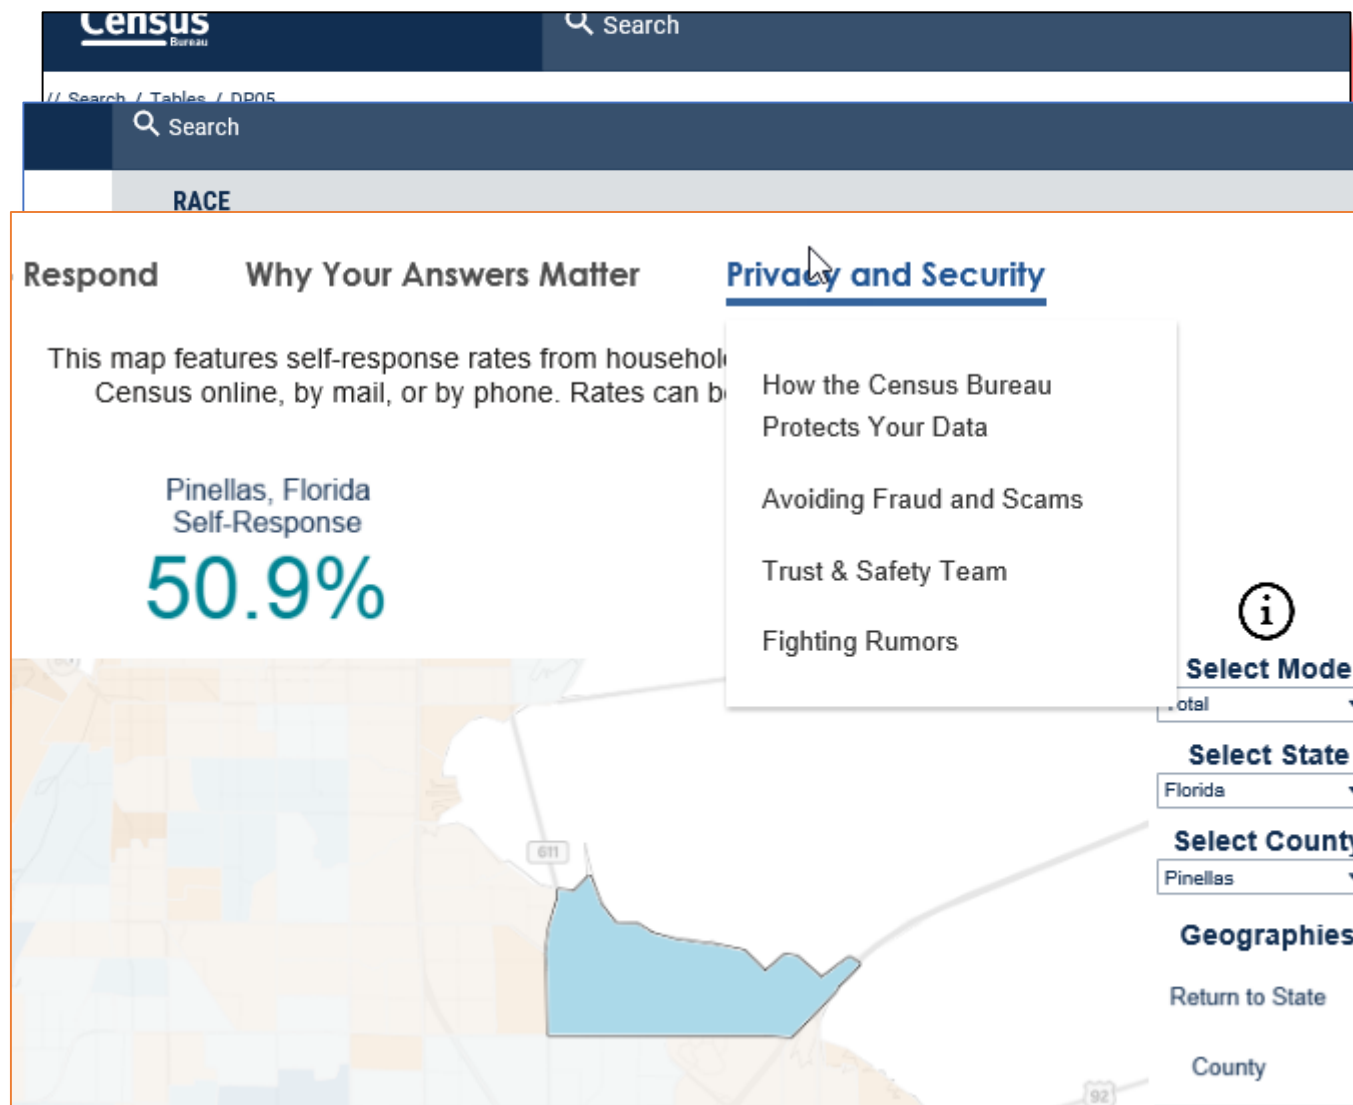 Census
Bureau
Search
// Search / Tables / DP05
Search
RACE
Respond Why Your Answers Matter Privacy and Security
This map features self-response rates from
Census online, by mail, or by phone. Rates can
How the Census Bureau
Protects Your Data
Avoiding Fraud and Scams
Trust & Safety Team
Fighting Rumors
Pinellas, Florida
Self-Response
50.9%
i
Select Mode
Total
Select State
Florida
Select County
Pinellas
Geographies
Return to State
County
611
92